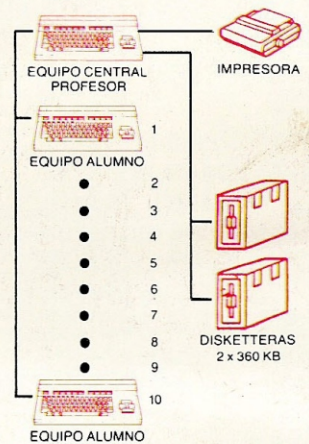 EQUIPO CENTRAL
PROFESOR
IMPRESORA
EQUIPO ALUMNO
1
2
3
4
5
6
7
8
9
10
EQUIPO ALUMNO
DISKETTERAS
2 x 360 KB